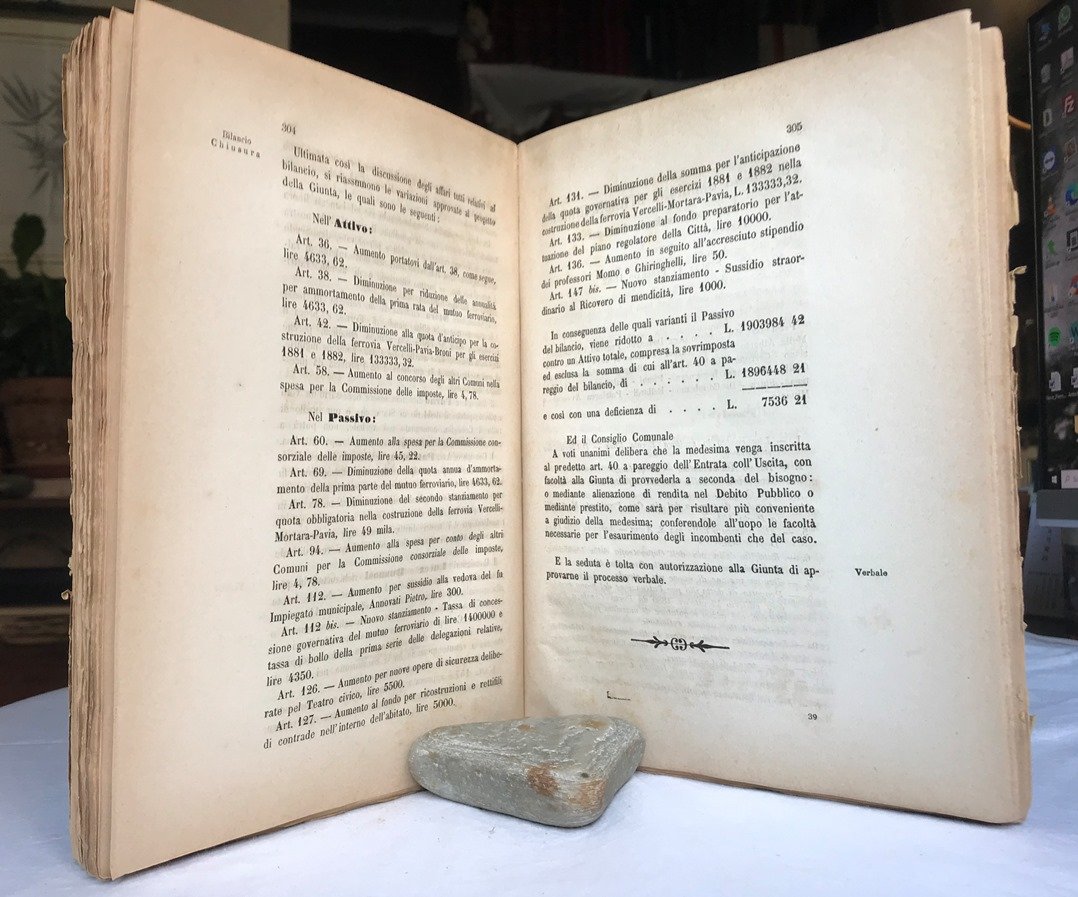 304
Bilancio
Chiusura
Ultimata così la discussione degli affari tutti relativi al
bilancio, si riassumono le variazioni approvate al progetto
della Giunta, le quali sono le seguenti:
Nell'Attivo:
Art. 36. — Aumento portatovi dall'art. 38, come segue,
lire 4633, 62.
Art. 38. — Diminuzione per riduzione delle annualità
per ammortamento della prima rata del mutuo ferroviario,
lire 4633, 62.
Art. 42. — Diminuzione alla quota d'anticipo per la co-
struzione della ferrovia Vercelli-Pavia-Broni per gli esercizi
1881 e 1882, lire 133333,32.
Art. 58. — Aumento al concorso degli altri Comuni nella
spesa per la Commissione delle imposte, lire 4,78.
Nel Passivo:
Art. 60. — Aumento alla spesa per la Commissione con-
sorziale delle imposte, lire 45, 22.
Art. 69. — Diminuzione della quota annua d'ammorta-
mento della prima parte del mutuo ferroviario, lire 4633, 62.
Art. 78. — Diminuzione del secondo stanziamento per
quota obbligatoria nella costruzione della ferrovia Vercelli-
Mortara-Pavia, lire 49 mila.
Art. 94. — Aumento alla spesa per conto degli altri
Comuni per la Commissione consorziale delle imposte,
lire 4, 78.
Art. 112. — Aumento per sussidio alla vedova del fu
Impiegato municipale, Annovati Pietro, lire 300.
Art. 112 bis. — Nuovo stanziamento - Tassa di conces-
sione governativa del mutuo ferroviario di lire 1400000 e
tassa di bollo della prima serie delle delegazioni relative,
lire 4350.
Art. 126. — Aumento per nuove opere di sicurezza delibe-
rate pel Teatro civico, lire 5500.
Art. 127. — Aumento al fondo per ricostruzioni e rettifili
di contrade nell'interno dell'abitato, lire 5000.
305
Art. 131. — Diminuzione della somma per l'anticipazione
della quota governativa per gli esercizi 1881 e 1882 nella
costruzione della ferrovia Vercelli-Mortara-Pavia, L. 133333,32.
Art. 133. — Diminuzione al fondo preparatorio per l'at-
tuazione del piano regolatore della Città, lire 10000.
Art. 136. — Aumento in seguito all'accresciuto stipendio
dei professori Momo e Ghiringhelli, lire 50.
Art. 147 bis. — Nuovo stanziamento - Sussidio straor-
dinario al Ricovero di mendicità, lire 1000.
In conseguenza delle quali varianti il Passivo
del bilancio, viene ridotto a . . . . L. 1903984 42
contro un Attivo totale, compresa la sovrimposta
ed esclusa la somma di cui all'art. 40 a pa-
reggio del bilancio, di . . . . . . . L. 1896448 21
e così con una deficienza di . . . . L. 7536 21
Ed il Consiglio Comunale
A voti unanimi delibera che la medesima venga inscritta
al predetto art. 40 a pareggio dell'Entrata coll'Uscita, con
facoltà alla Giunta di provvederla a seconda del bisogno:
o mediante alienazione di rendita nel Debito Pubblico o
mediante prestito, come sarà per risultare più conveniente
a giudizio della medesima; conferendole all'uopo le facoltà
necessarie per l'esaurimento degli incombenti che del caso.
E la seduta è tolta con autorizzazione alla Giunta di ap-
provarne il processo verbale.
Verbale
39